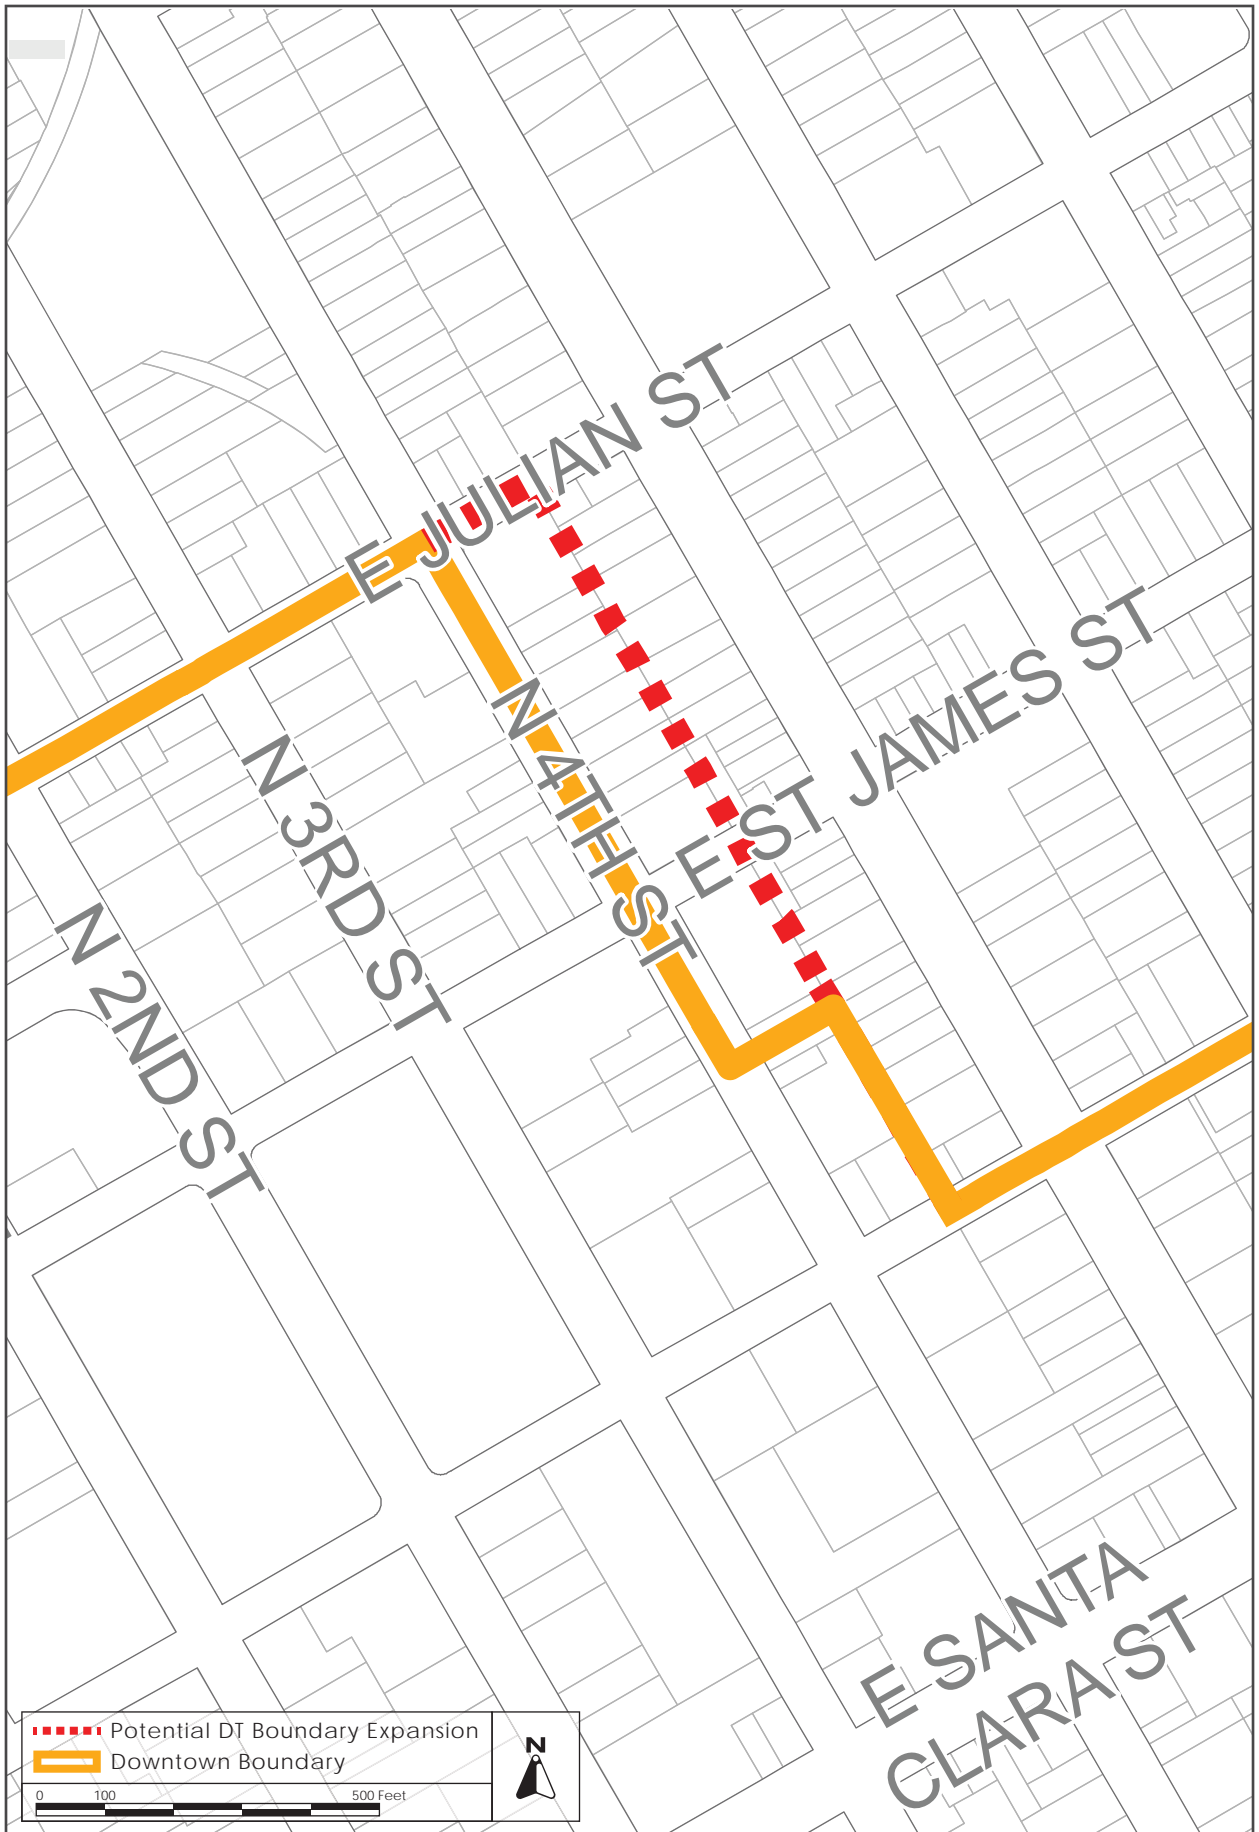 E JULIAN ST
N 4TH ST
E ST JAMES ST
N 3RD ST
N 2ND ST
E SANTA
CLARA ST
Potential DT Boundary Expansion
Downtown Boundary
N
0 100 500 Feet